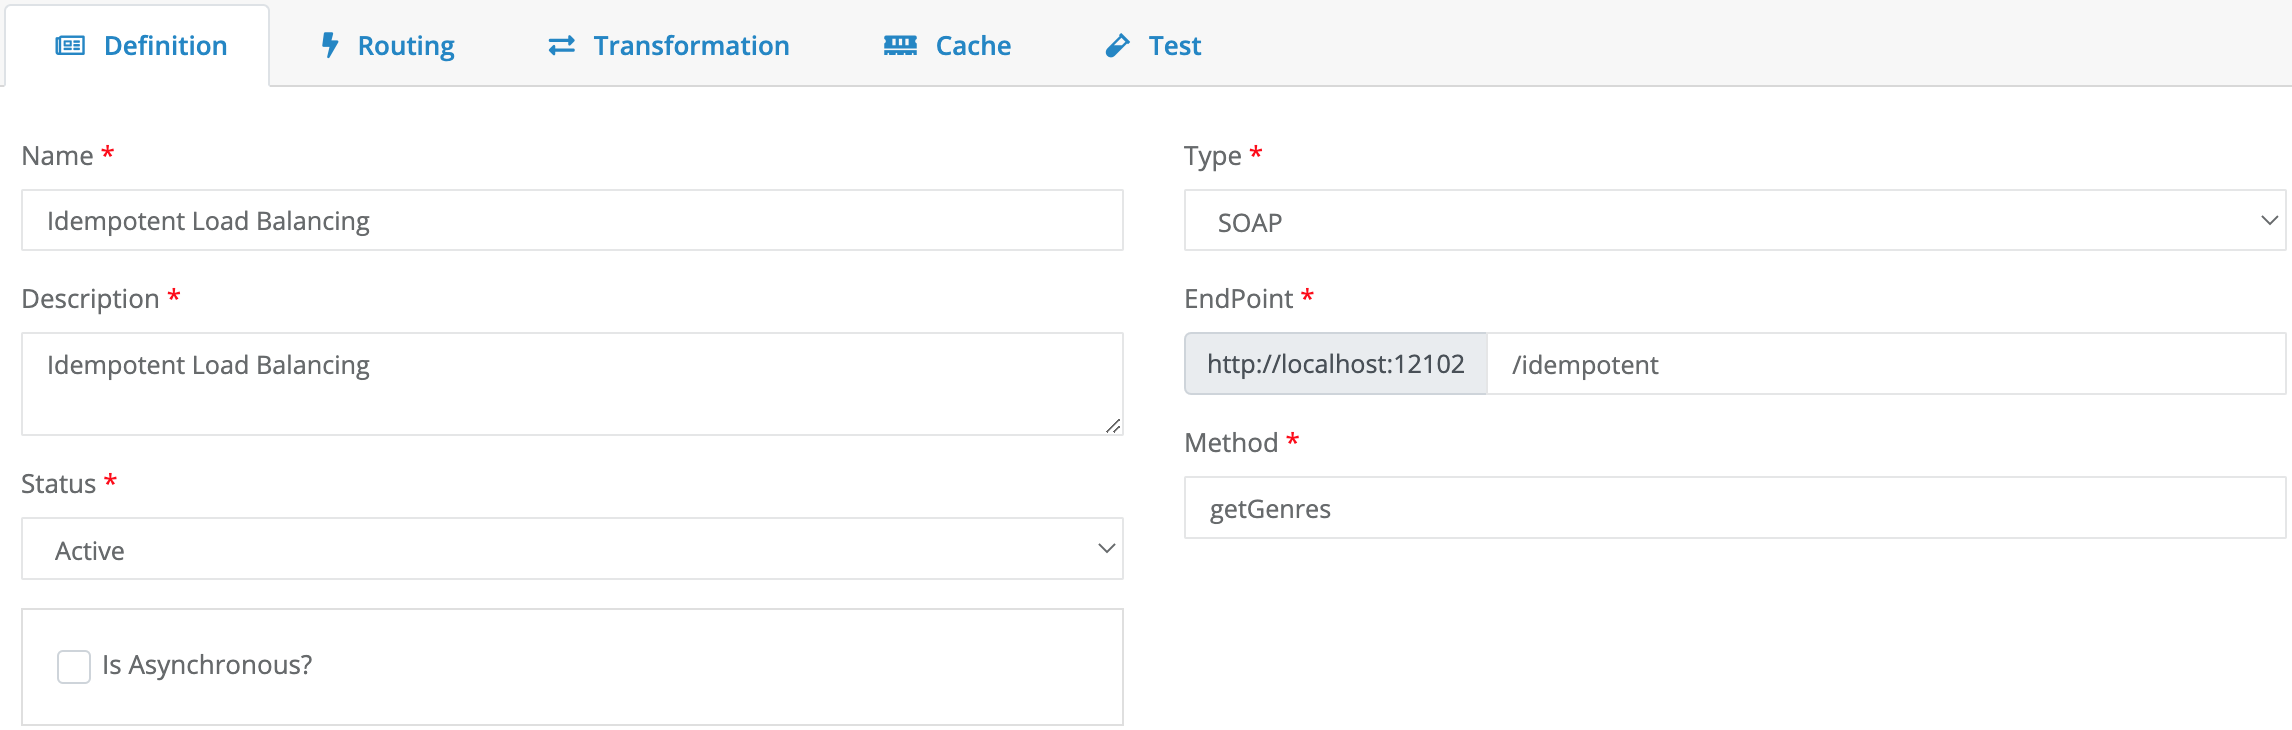 Definition Routing Transformation Cache Test
Name *
Idempotent Load Balancing
Description *
Idempotent Load Balancing
Status *
Active
Is Asynchronous?
Type *
SOAP
EndPoint *
http://localhost:12102 /idempotent
Method *
getGenres